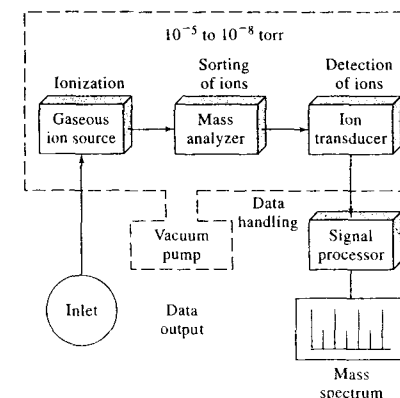 10⁻⁵ to 10⁻⁸ torr
Ionization
Sorting
of ions
Detection
of ions
Gaseous
ion source
Mass
analyzer
Ion
transducer
Vacuum
pump
Data
handling
Signal
processor
Inlet
Data
output
Mass
spectrum